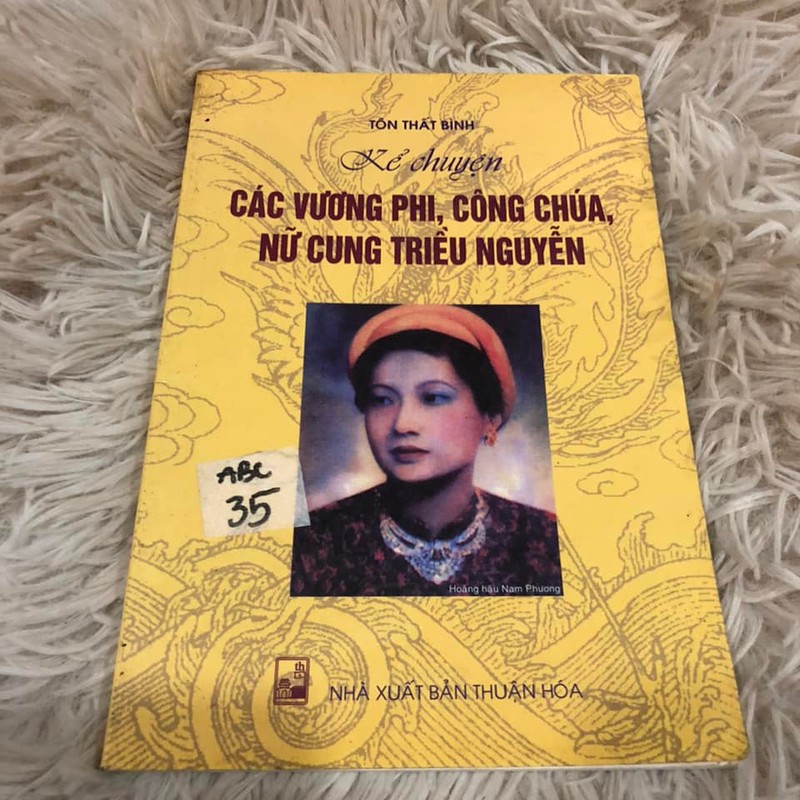 TÔN THẤT BÌNH
Kể chuyện
CÁC VƯƠNG PHI, CÔNG CHÚA,
NỮ CUNG TRIỀU NGUYỄN
ABC
35
Hoàng hậu Nam Phương
th
NHÀ XUẤT BẢN THUẬN HÓA